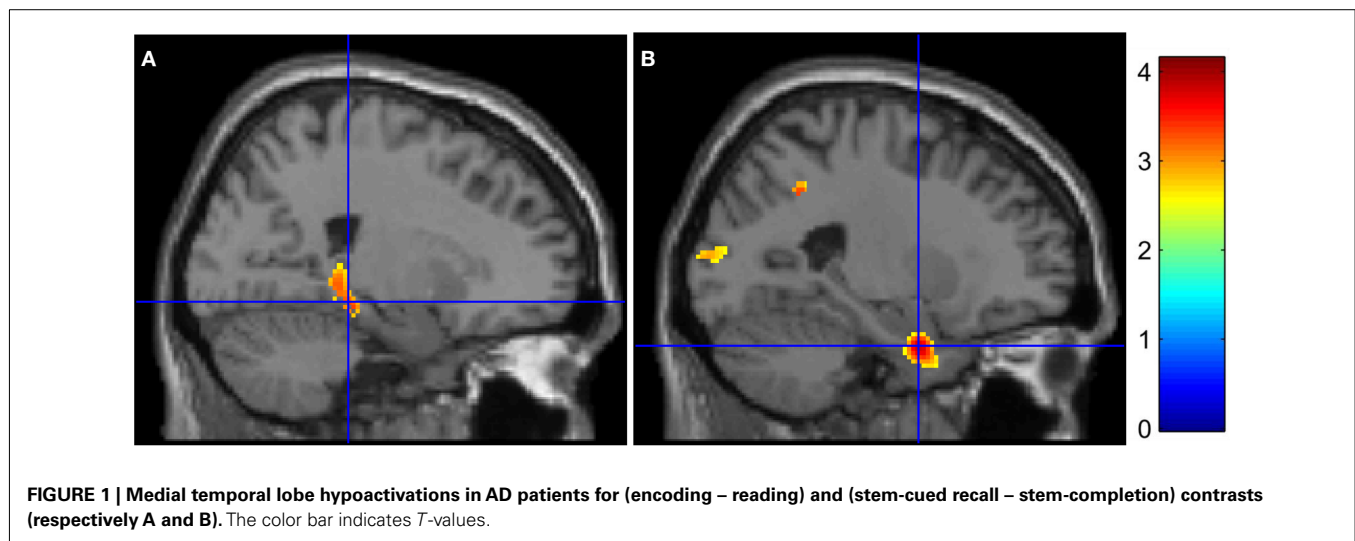 A
B
4
3
2
1
0
FIGURE 1 | Medial temporal lobe hypoactivations in AD patients for (encoding – reading) and (stem-cued recall – stem-completion) contrasts
(respectively A and B). The color bar indicates T-values.